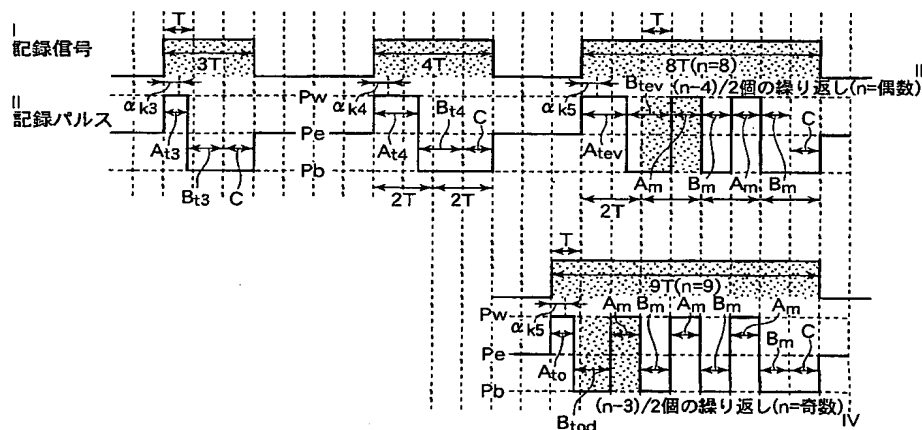 I
記録信号
T
3T
4T
T
8T(n=8)
II
II
記録パルス
αk3
Pw
αk4
αk5
Btev
(n-4)/2個の繰り返し(n=偶数)
Pe
Pb
At3
Bt3
C
At4
Bt4
C
Atev
Am
Bm
Am
Bm
C
2T
2T
2T
T
9T(n=9)
αk5
Pw
Pe
Pb
Ato
Btod
Am
Bm
Am
Bm
Am
Bm
C
(n-3)/2個の繰り返し(n=奇数)
IV